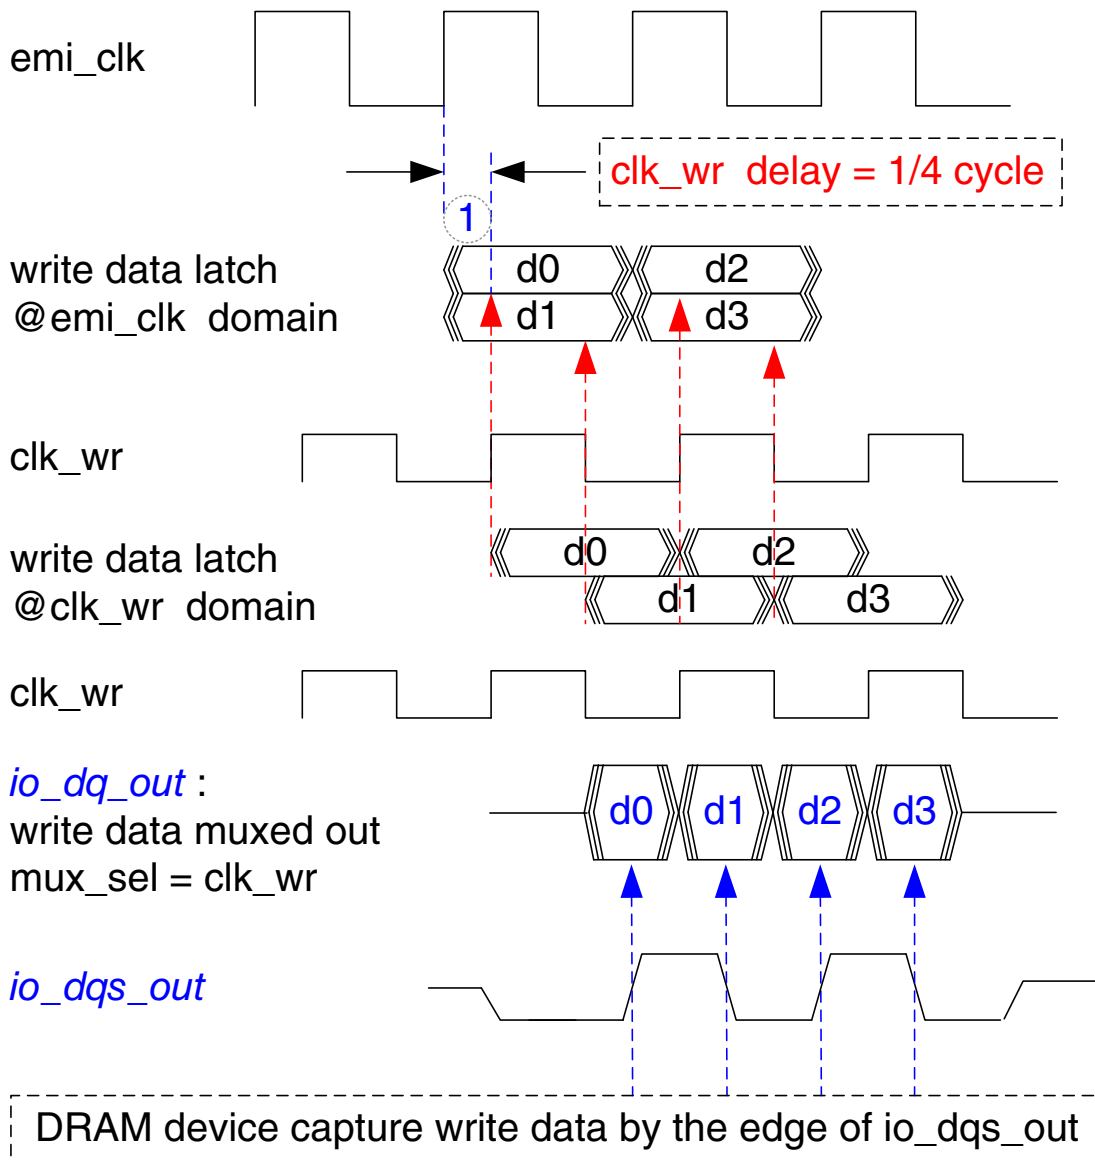 emi_clk
clk_wr delay = 1/4 cycle
1
write data latch
@emi_clk domain
d0 d2
d1 d3
clk_wr
write data latch
@clk_wr domain
d0 d2
d1 d3
clk_wr
io_dq_out :
write data muxed out
mux_sel = clk_wr
d0 d1 d2 d3
io_dqs_out
DRAM device capture write data by the edge of io_dqs_out